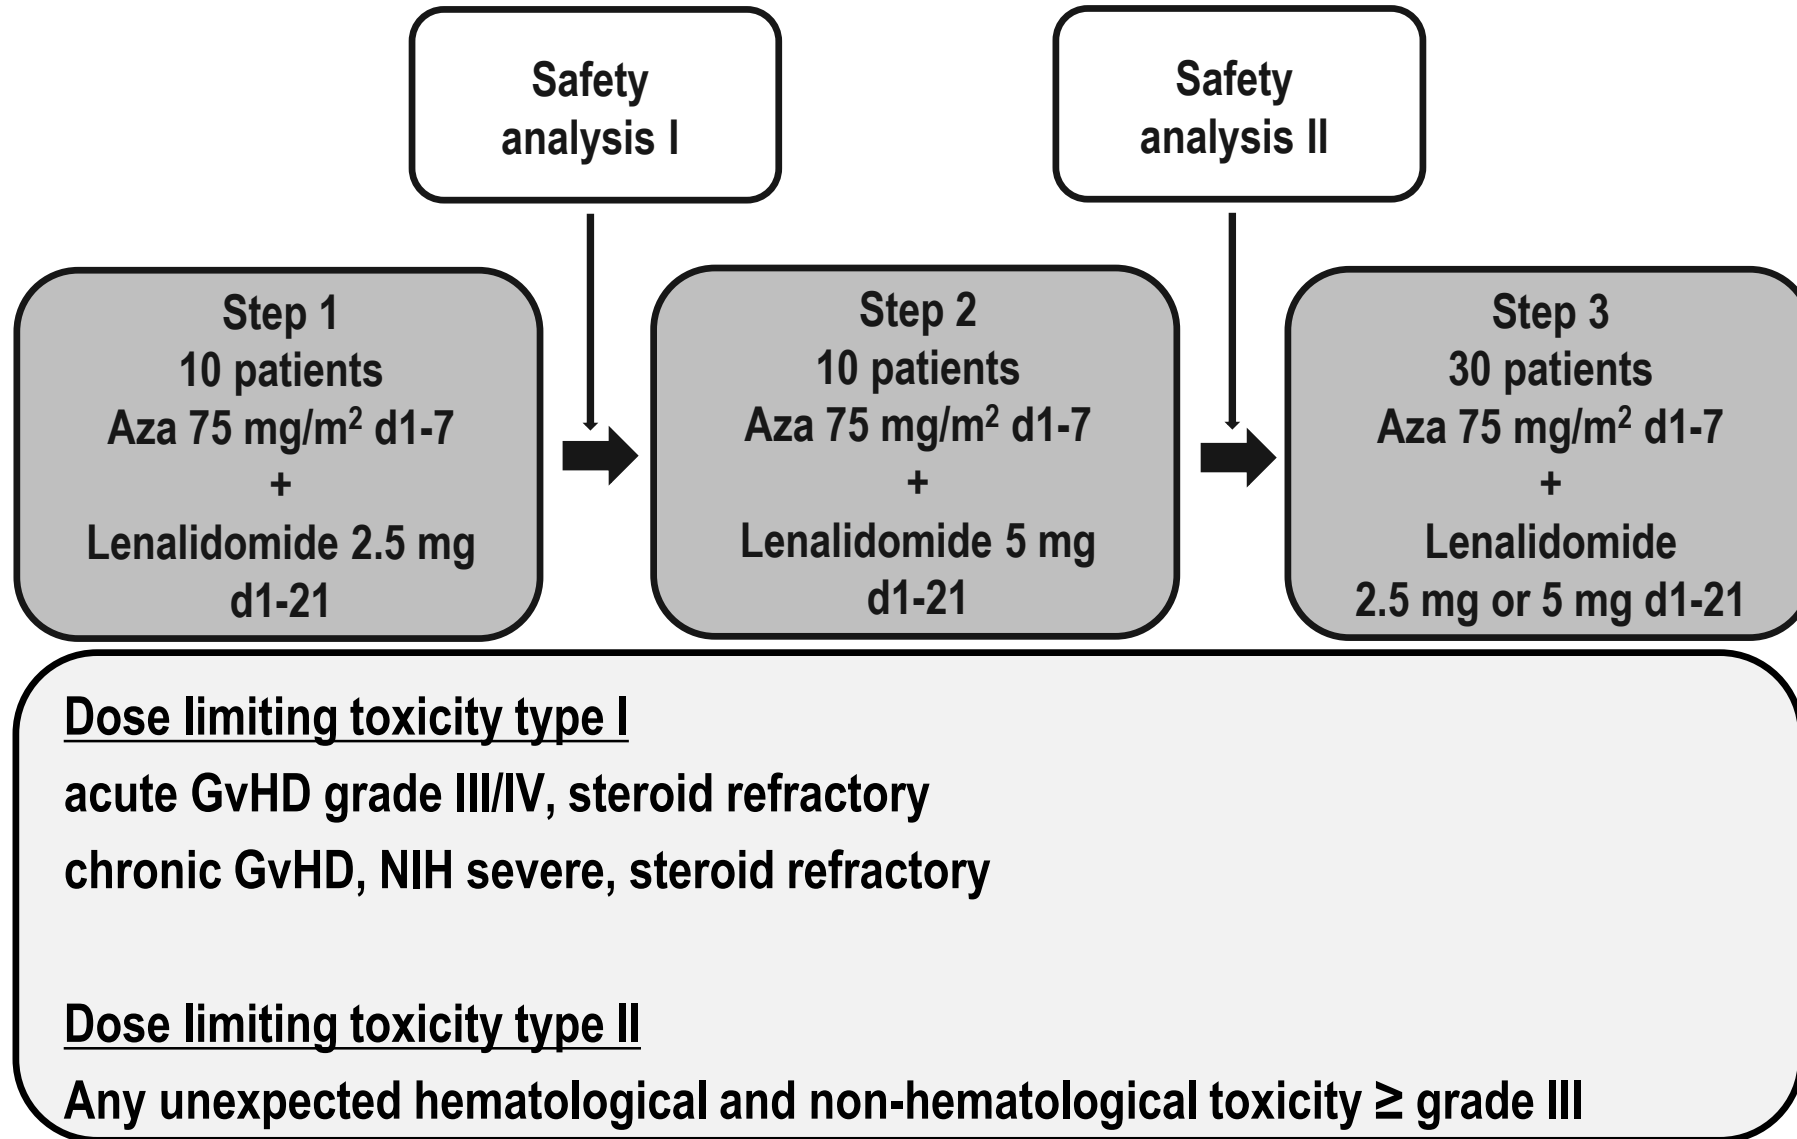 Safety
analysis I
Safety
analysis II
Step 1
10 patients
Aza 75 mg/m² d1-7
+
Lenalidomide 2.5 mg
d1-21
Step 2
10 patients
Aza 75 mg/m² d1-7
+
Lenalidomide 5 mg
d1-21
Step 3
30 patients
Aza 75 mg/m² d1-7
+
Lenalidomide
2.5 mg or 5 mg d1-21
Dose limiting toxicity type I
acute GvHD grade III/IV, steroid refractory
chronic GvHD, NIH severe, steroid refractory
Dose limiting toxicity type II
Any unexpected hematological and non-hematological toxicity ≥ grade III